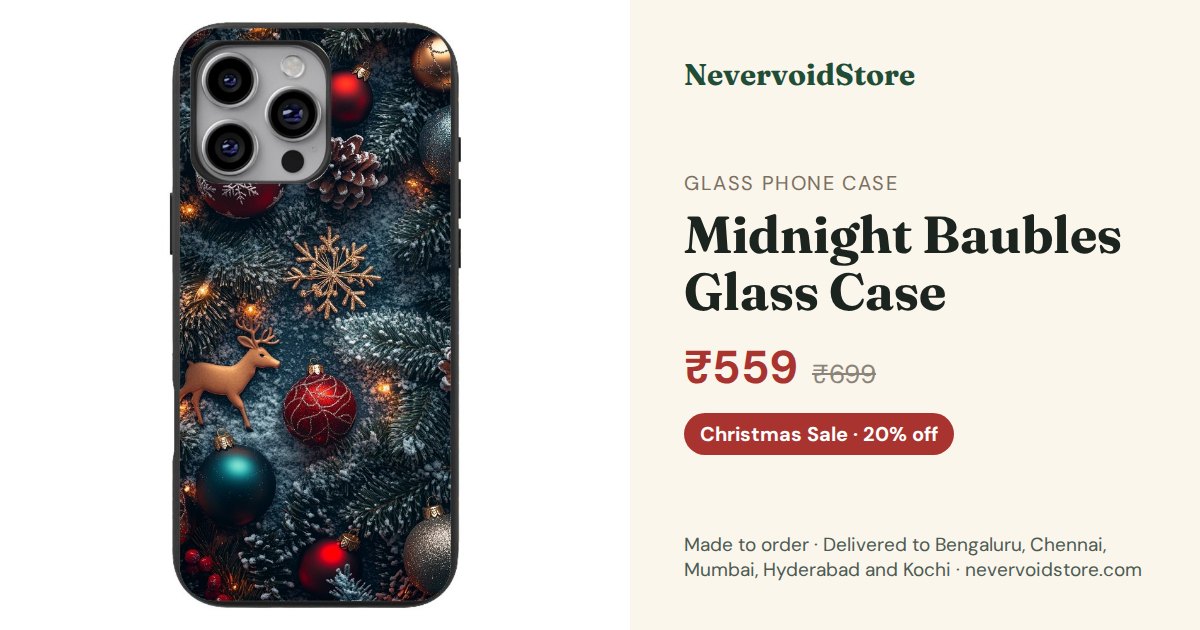 NevervoidStore
GLASS PHONE CASE
Midnight Baubles
Glass Case
₹559 ₹699
Christmas Sale · 20% off
Made to order · Delivered to Bengaluru, Chennai,
Mumbai, Hyderabad and Kochi · nevervoidstore.com